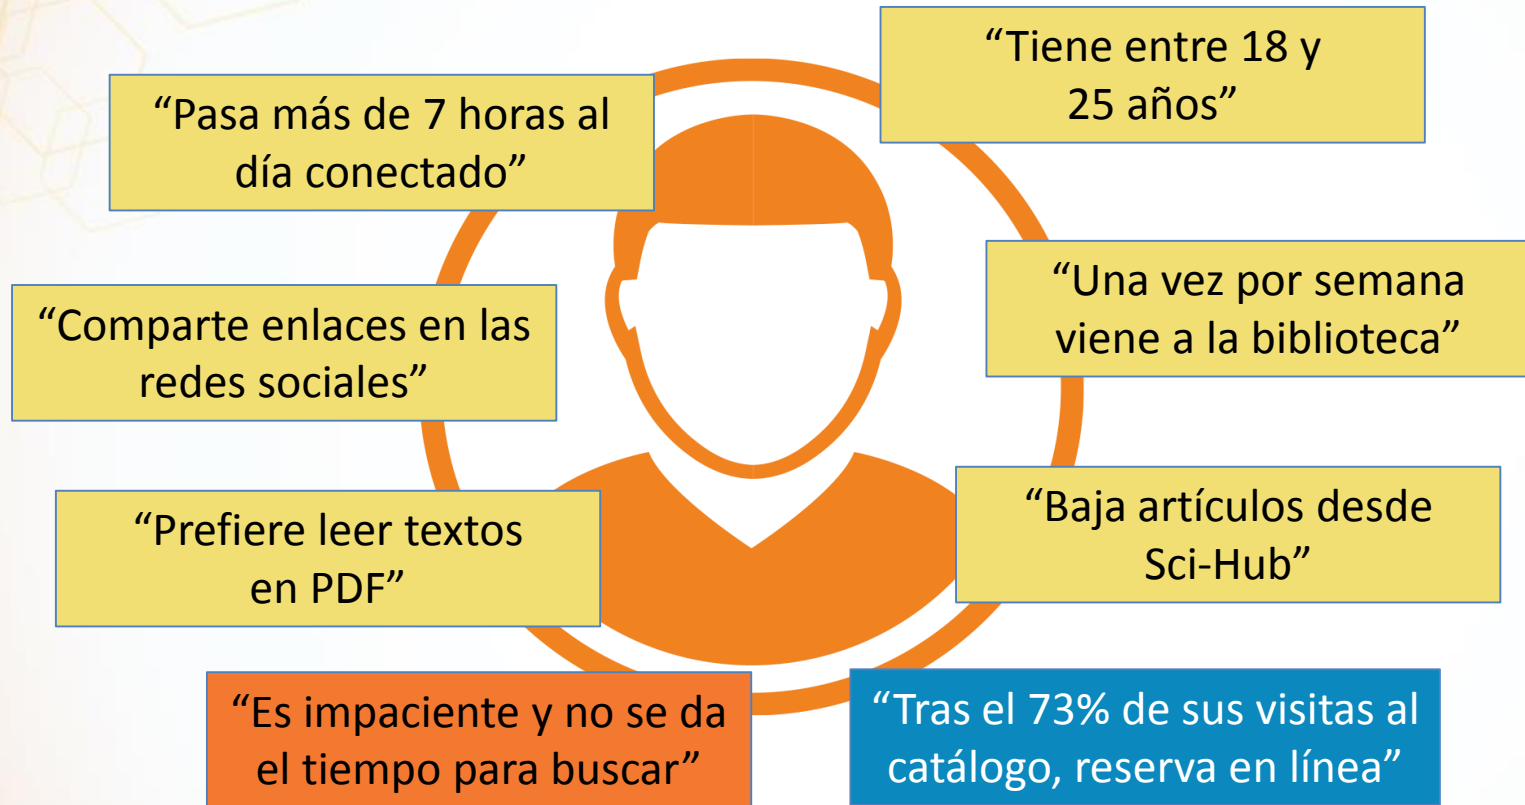 “Tiene entre 18 y
25 años”
“Pasa más de 7 horas al
día conectado”
“Una vez por semana
viene a la biblioteca”
“Comparte enlaces en las
redes sociales”
“Baja artículos desde
Sci-Hub”
“Prefiere leer textos
en PDF”
“Es impaciente y no se da
el tiempo para buscar”
“Tras el 73% de sus visitas al
catálogo, reserva en línea”